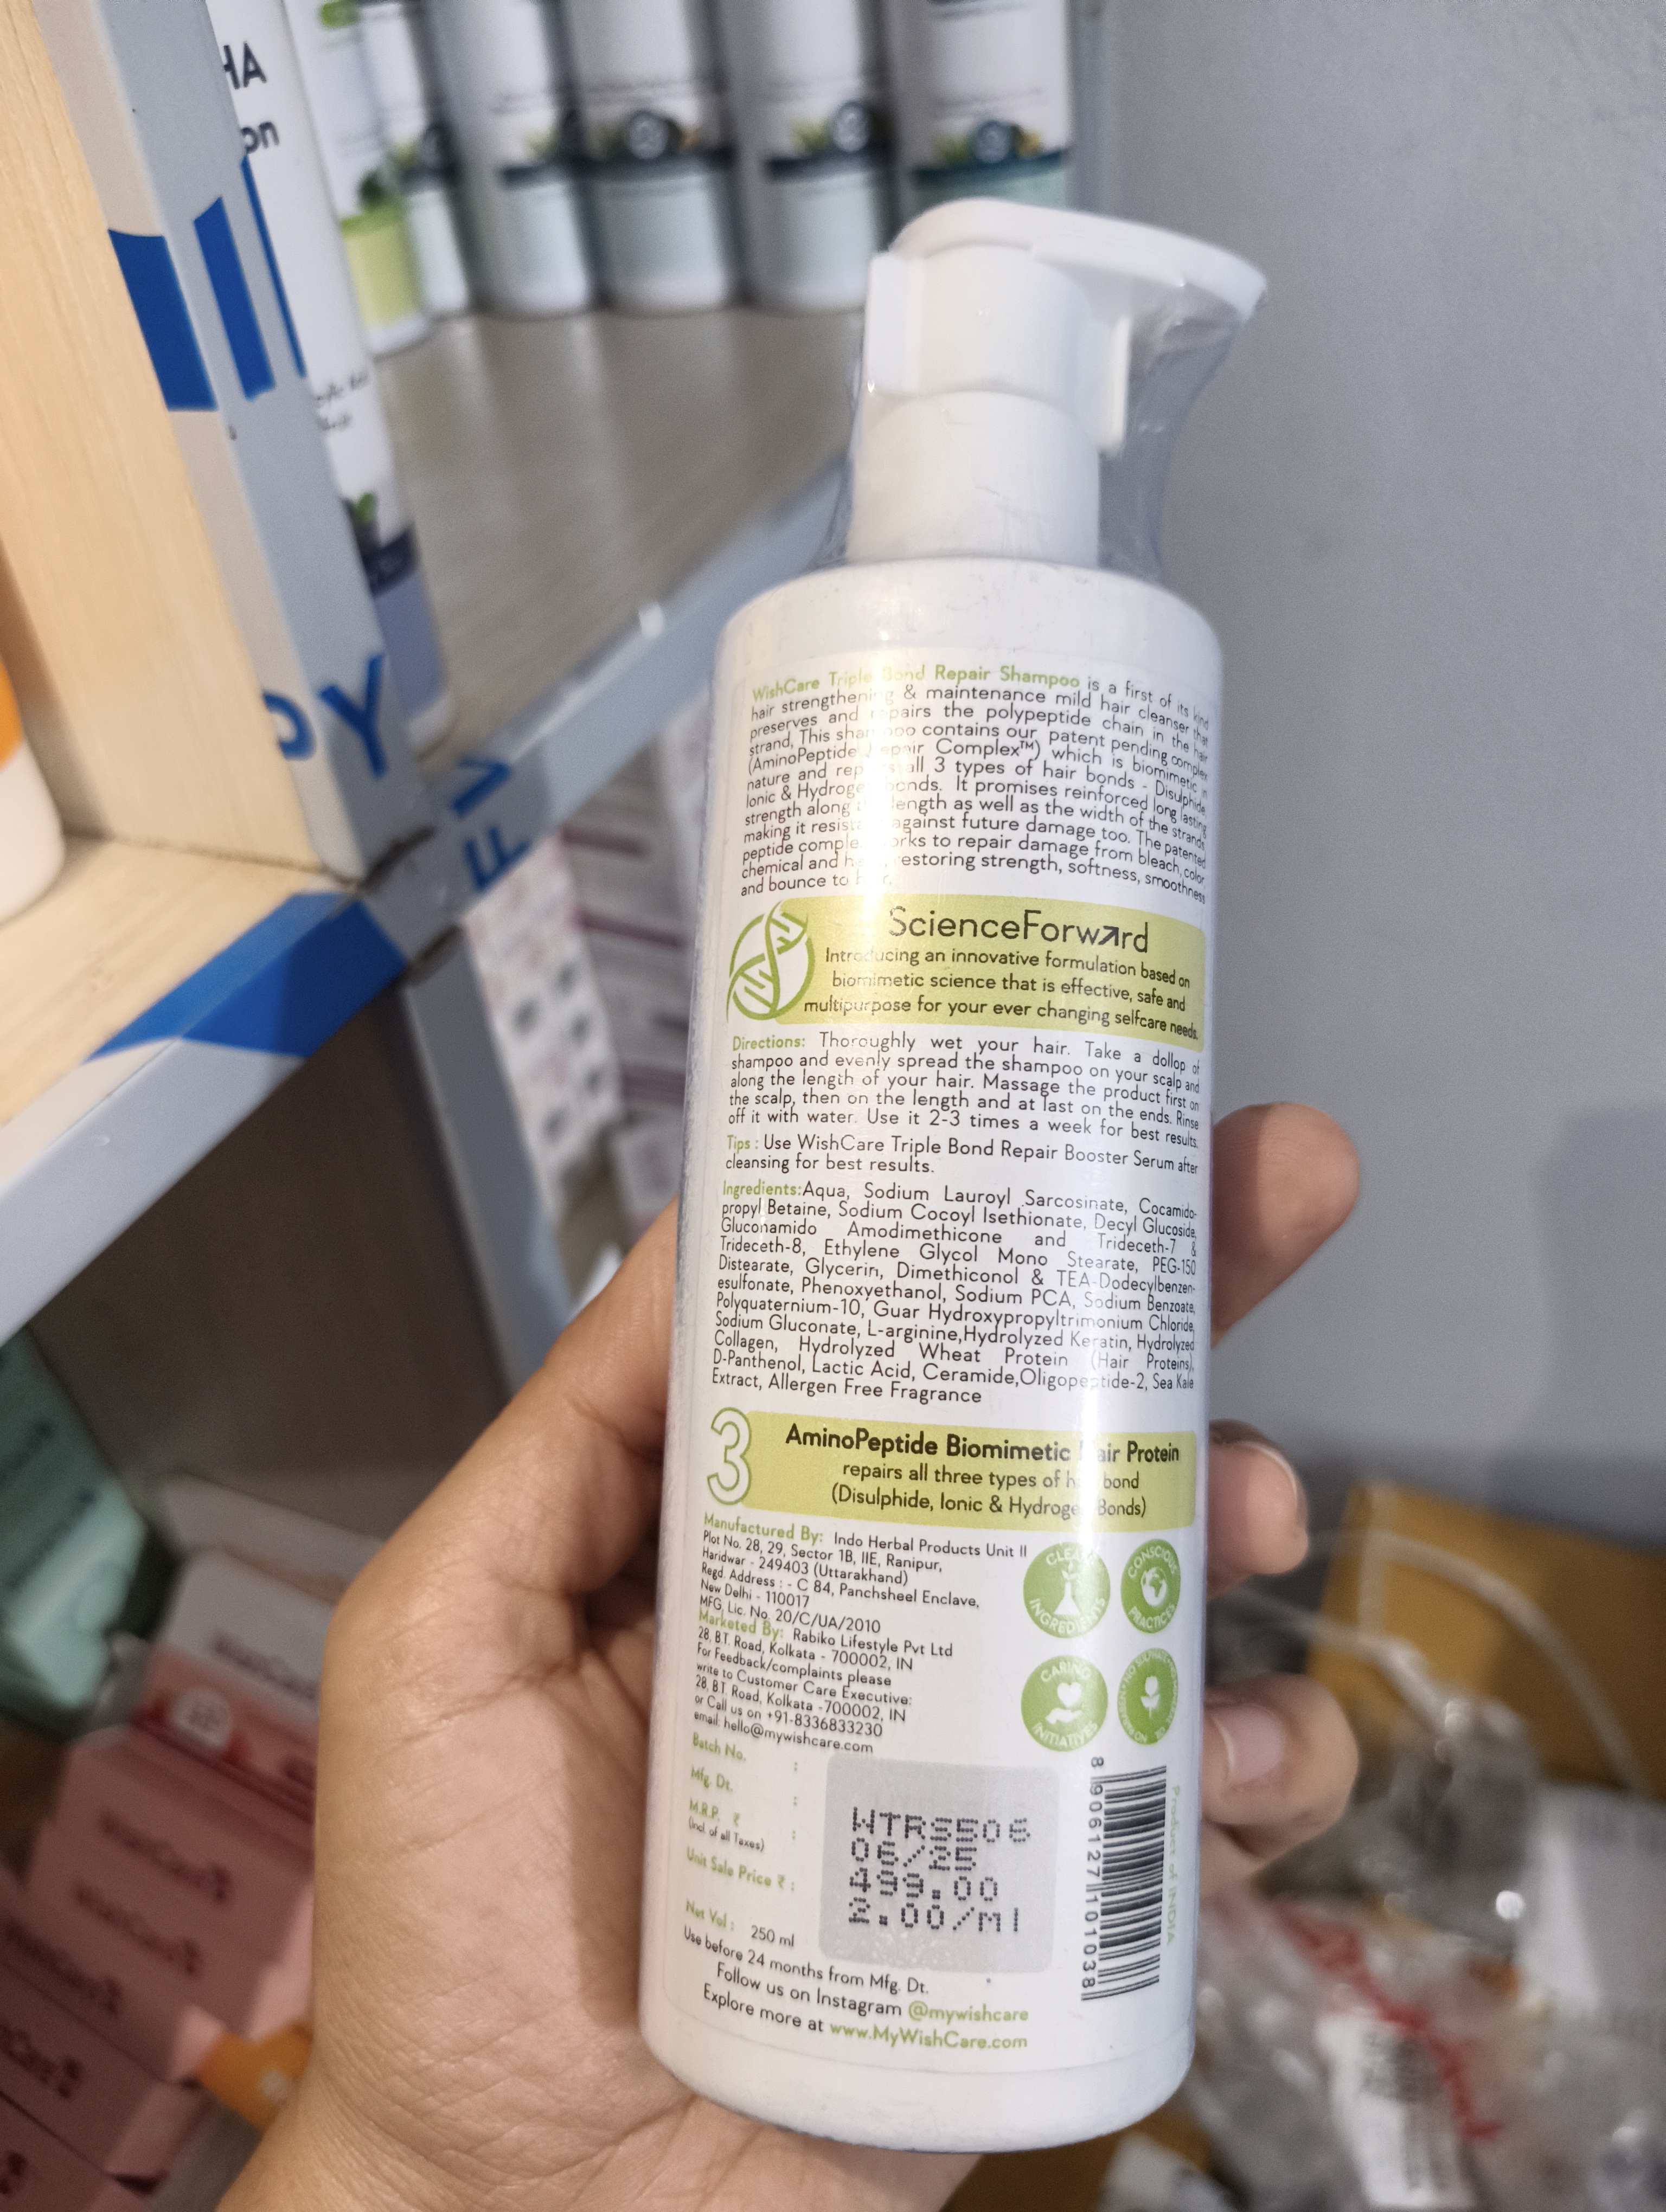 HA
on
PY
WishCare Triple Bond Repair Shampoo is a first of its kind
hair strengthening & maintenance mild hair cleanser that
preserves and repairs the polypeptide chain in the hair
strand. This shampoo contains our patent pending complex
(AminoPeptide Repair Complex™) which is biomimetic in
nature and repairs all 3 types of hair bonds - Disulphide,
Ionic & Hydrogen bonds. It promises reinforced long lasting
strength along the length as well as the width of the strands
making it resistant against future damage too. The patented
peptide complex works to repair damage from bleach, color,
chemical and heat, restoring strength, softness, smoothness
and bounce to hair.
ScienceForward
Introducing an innovative formulation based on
biomimetic science that is effective, safe and
multipurpose for your ever changing selfcare needs.
Directions: Thoroughly wet your hair. Take a dollop of
shampoo and evenly spread the shampoo on your scalp and
along the length of your hair. Massage the product first on
the scalp, then on the length and at last on the ends. Rinse
off it with water. Use it 2-3 times a week for best results.
Tips : Use WishCare Triple Bond Repair Booster Serum after
cleansing for best results.
Ingredients:Aqua, Sodium Lauroyl Sarcosinate, Cocamido-
propyl Betaine, Sodium Cocoyl Isethionate, Decyl Glucoside,
Gluconamido Amodimethicone and Trideceth-7 &
Trideceth-8, Ethylene Glycol Mono Stearate, PEG-150
Distearate, Glycerin, Dimethiconol & TEA-Dodecylbenzen-
esulfonate, Phenoxyethanol, Sodium PCA, Sodium Benzoate,
Polyquaternium-10, Guar Hydroxypropyltrimonium Chloride,
Sodium Gluconate, L-arginine,Hydrolyzed Keratin, Hydrolyzed
Collagen, Hydrolyzed Wheat Protein (Hair Proteins),
D-Panthenol, Lactic Acid, Ceramide,Oligopeptide-2, Sea Kale
Extract, Allergen Free Fragrance
3
AminoPeptide Biomimetic Hair Protein
repairs all three types of hair bond
(Disulphide, Ionic & Hydrogen Bonds)
Manufactured By: Indo Herbal Products Unit II
Plot No. 28, 29, Sector 1B, IIE, Ranipur,
Haridwar - 249403 (Uttarakhand)
Regd. Address : - C 84, Panchsheel Enclave,
New Delhi - 110017
MFG. Lic. No. 20/C/UA/2010
Marketed By: Rabiko Lifestyle Pvt Ltd
28, B.T. Road, Kolkata - 700002, IN
For Feedback/complaints please
write to Customer Care Executive:
28, B.T. Road, Kolkata -700002, IN
or Call us on +91-8336833230
email: hello@mywishcare.com
CLEAN INGREDIENTS
CONSCIOUS PRACTICES
CARING INITIATIVES
Batch No. : WTRS506
Mfg. Dt. : 06/25
M.R.P. ₹ : 499.00
(incl. of all Taxes)
Unit Sale Price ₹ : 2.00/ml
Net Vol : 250 ml
Use before 24 months from Mfg. Dt.
Follow us on Instagram @mywishcare
Explore more at www.MyWishCare.com
8 906127 101038
Product of INDIA